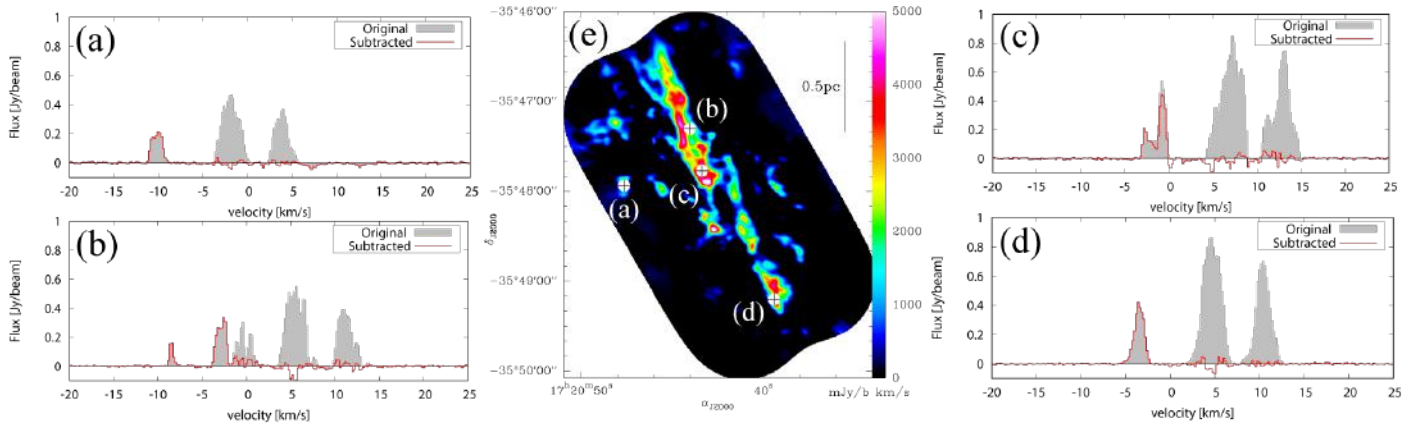 (a)
Original
Subtracted
1
0.8
0.6
0.4
0.2
0
Flux [Jy/beam]
-20 -15 -10 -5 0 5 10 15 20 25
velocity [km/s]
(b)
Original
Subtracted
1
0.8
0.6
0.4
0.2
0
Flux [Jy/beam]
-20 -15 -10 -5 0 5 10 15 20 25
velocity [km/s]
(e)
−35°46'00"
−35°47'00"
−35°48'00"
−35°49'00"
−35°50'00"
δJ2000
0.5pc
(b)
(c)
(a)
(d)
17ʰ20ᵐ50ˢ 40ˢ
αJ2000
5000
4000
3000
2000
1000
0
mJy/b km/s
(c)
Original
Subtracted
1
0.8
0.6
0.4
0.2
0
Flux [Jy/beam]
-20 -15 -10 -5 0 5 10 15 20 25
velocity [km/s]
(d)
Original
Subtracted
1
0.8
0.6
0.4
0.2
0
Flux [Jy/beam]
-20 -15 -10 -5 0 5 10 15 20 25
velocity [km/s]